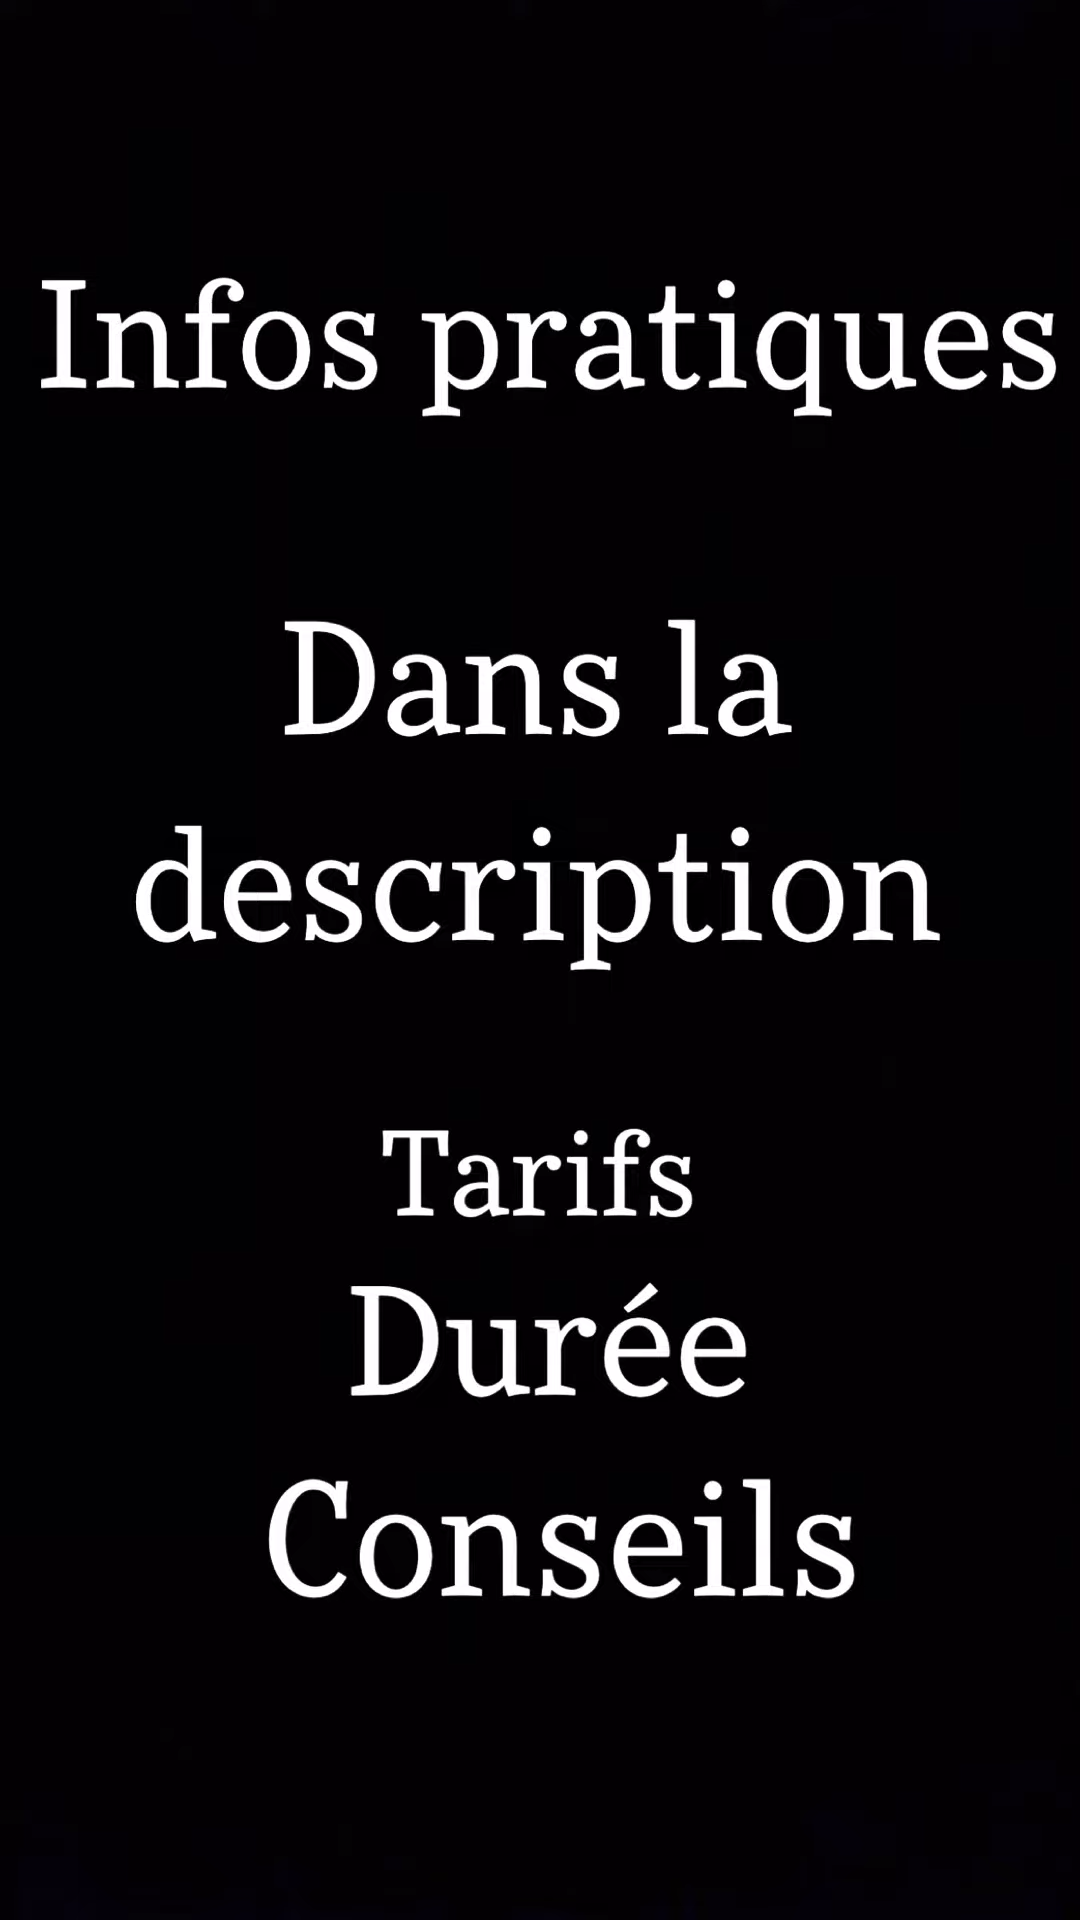 Infos pratiques
Dans la
description
Tarifs
Durée
Conseils